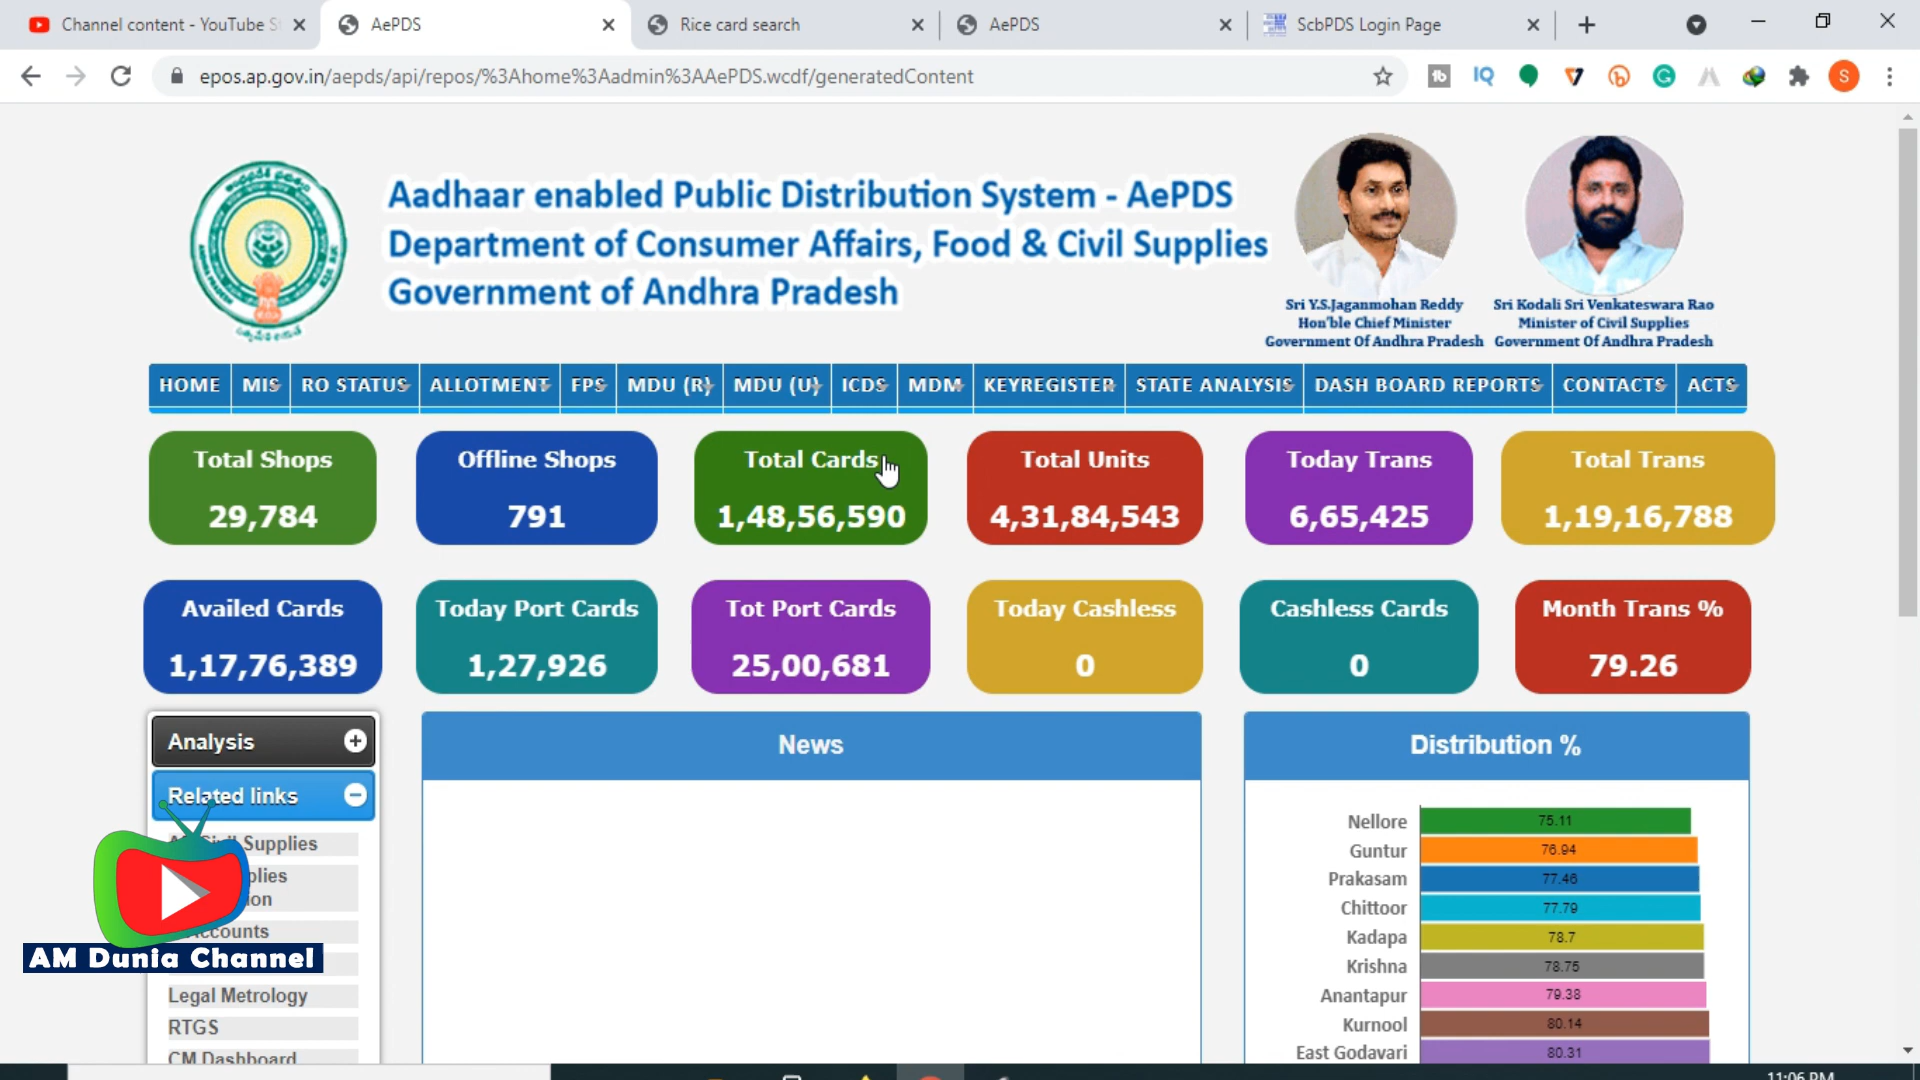 Channel content - YouTube S
AePDS
Rice card search
AePDS
ScbPDS Login Page
epos.ap.gov.in/aepds/api/repos/%3Ahome%3Aadmin%3AAePDS.wcdf/generatedContent
Aadhaar enabled Public Distribution System - AePDS
Department of Consumer Affairs, Food & Civil Supplies
Government of Andhra Pradesh
Sri Y.S.Jaganmohan Reddy
Hon'ble Chief Minister
Government Of Andhra Pradesh
Sri Kodali Sri Venkateswara Rao
Minister of Civil Supplies
Government Of Andhra Pradesh
HOME MIS RO STATUS ALLOTMENT FPS MDU (R) MDU (U) ICDS MDM KEYREGISTER STATE ANALYSIS DASH BOARD REPORTS CONTACTS ACTS
Total Shops
29,784
Offline Shops
791
Total Cards
1,48,56,590
Total Units
4,31,84,543
Today Trans
6,65,425
Total Trans
1,19,16,788
Availed Cards
1,17,76,389
Today Port Cards
1,27,926
Tot Port Cards
25,00,681
Today Cashless
0
Cashless Cards
0
Month Trans %
79.26
Analysis
Related links
Supplies
Legal Metrology
RTGS
CM Dashboard
AM Dunia Channel
News
Distribution %
Nellore 75.11
Guntur 76.94
Prakasam 77.46
Chittoor 77.79
Kadapa 78.7
Krishna 78.75
Anantapur 79.38
Kurnool 80.14
East Godavari 80.31
11:06 PM